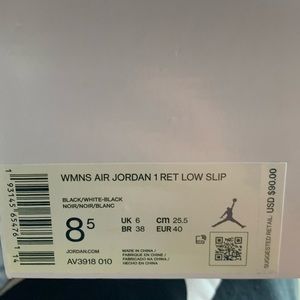 WMNS AIR JORDAN 1 RET LOW SLIP
BLACK/WHITE-BLACK
NOIR/NOIR/BLANC
8.5
UK 6 cm 25.5
BR 38 EUR 40
JORDAN.COM
AV3918 010
MADE IN CHINA /
FABRIQUE EN CHINE /
FABRICADO NA CHINA /
HECHO EN CHINA
SUGGESTED RETAIL USD $90.00